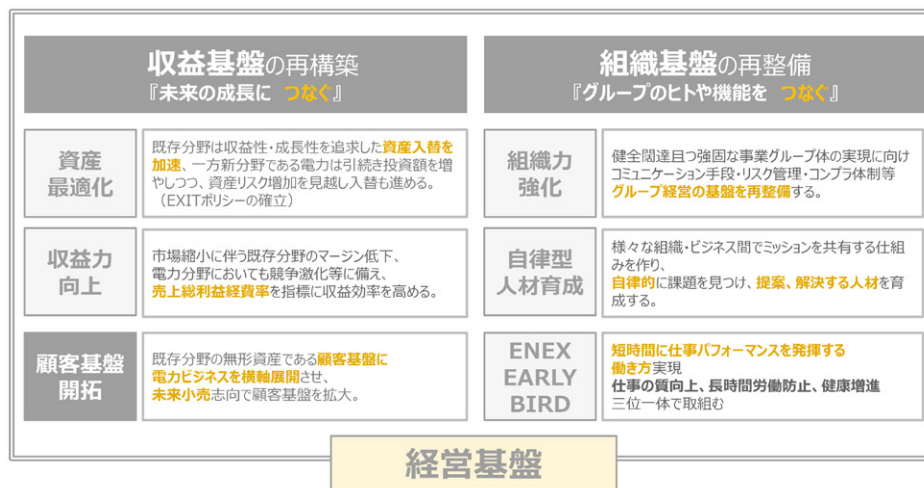 収益基盤の再構築
『未来の成長に つなぐ』
資産
最適化
既存分野は収益性・成長性を追求した資産入替を
加速、一方新分野である電力は引続き投資額を増
やしつつ、資産リスク増加を見越し入替も進める。
（EXITポリシーの確立）
収益力
向上
市場縮小に伴う既存分野のマージン低下、
電力分野においても競争激化等に備え、
売上総利益経費率を指標に収益効率を高める。
顧客基盤
開拓
既存分野の無形資産である顧客基盤に
電力ビジネスを横軸展開させ、
未来小売志向で顧客基盤を拡大。
組織基盤の再整備
『グループのヒトや機能を つなぐ』
組織力
強化
健全闊達且つ強固な事業グループ体の実現に向け
コミュニケーション手段・リスク管理・コンプラ体制等
グループ経営の基盤を再整備する。
自律型
人材育成
様々な組織・ビジネス間でミッションを共有する仕組
みを作り、
自律的に課題を見つけ、提案、解決する人材を育
成する。
ENEX
EARLY
BIRD
短時間に仕事パフォーマンスを発揮する
働き方実現
仕事の質向上、長時間労働防止、健康増進
三位一体で取組む
経営基盤